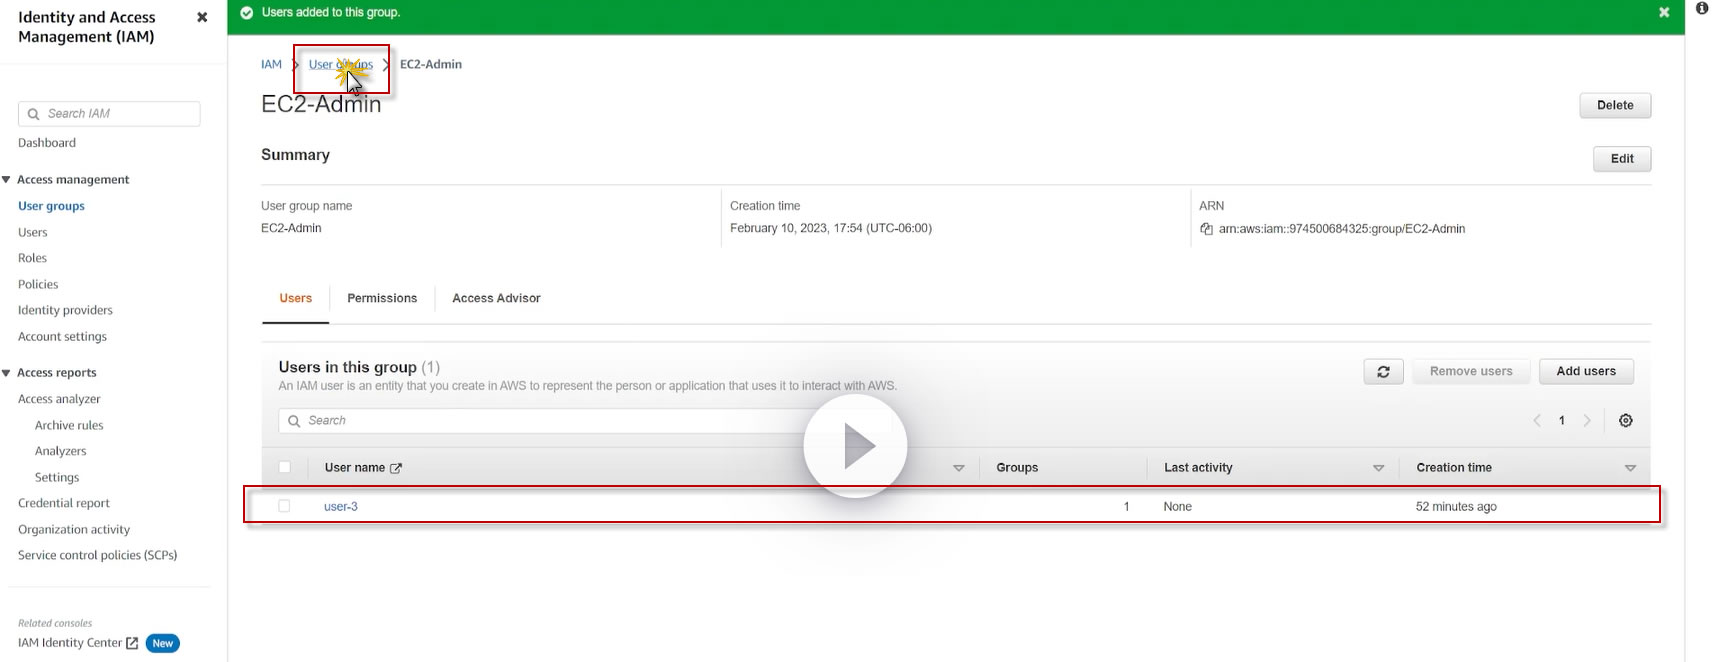 Identity and Access
Management (IAM)
Search IAM
Dashboard
Access management
User groups
Users
Roles
Policies
Identity providers
Account settings
Access reports
Access analyzer
Archive rules
Analyzers
Settings
Credential report
Organization activity
Service control policies (SCPs)
Related consoles
IAM Identity Center New
Users added to this group.
IAM > User groups > EC2-Admin
EC2-Admin
Delete
Summary
Edit
User group name
EC2-Admin
Creation time
February 10, 2023, 17:54 (UTC-06:00)
ARN
arn:aws:iam::974500684325:group/EC2-Admin
Users Permissions Access Advisor
Users in this group (1)
An IAM user is an entity that you create in AWS to represent the person or application that uses it to interact with AWS.
Remove users Add users
Search
1
User name Groups Last activity Creation time
user-3 1 None 52 minutes ago